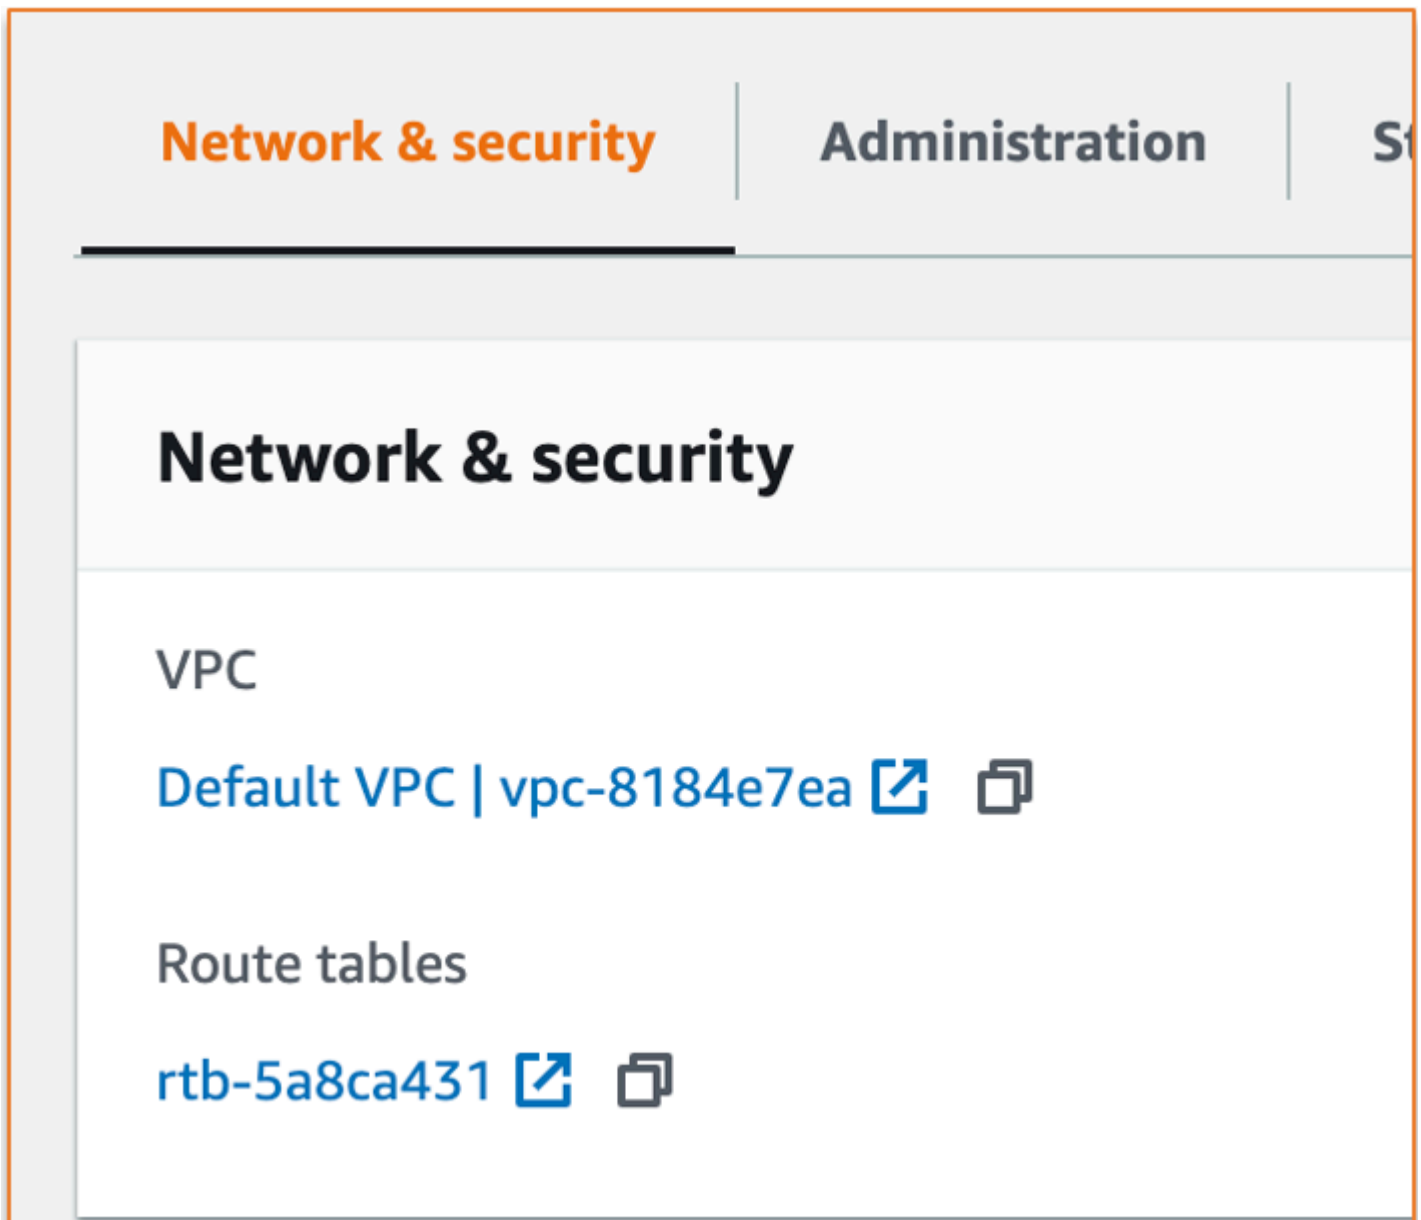 Network & security
Administration
Network & security
VPC
Default VPC | vpc-8184e7ea
Route tables
rtb-5a8ca431